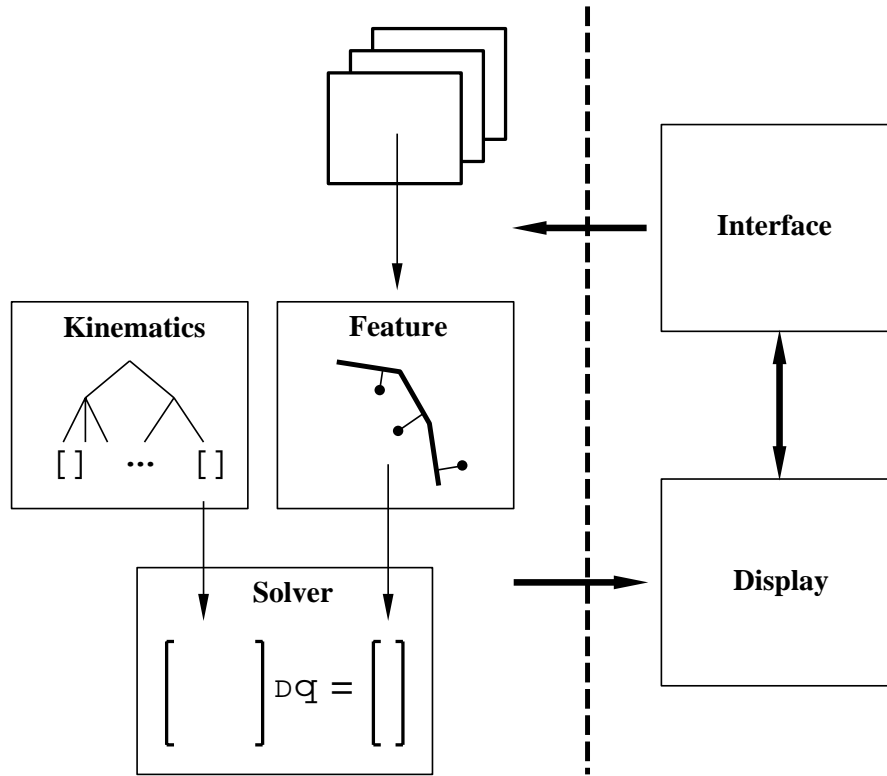 Interface
Kinematics
Feature
[ ] ... [ ]
Display
Solver
[ ] Dq = [ ]